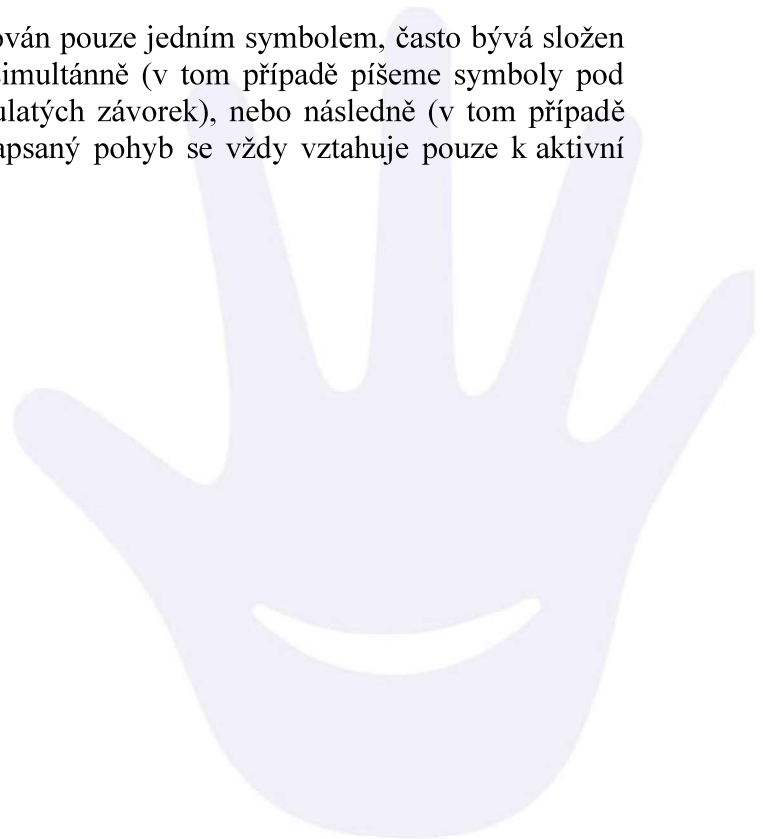 ován pouze jedním symbolem, často bývá složen
simultánně (v tom případě píšeme symboly pod
ulatých závorek), nebo následně (v tom případě
apsaný pohyb se vždy vztahuje pouze k aktivní